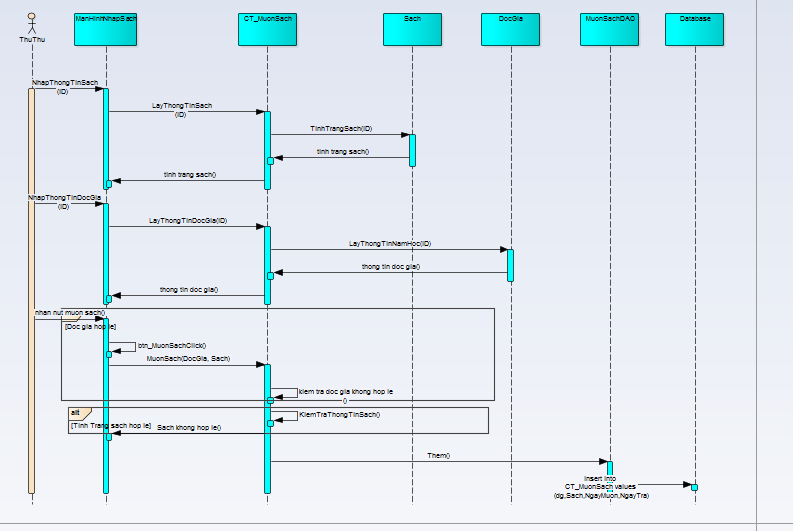 ManHinhNhapSach
CT_MuonSach
Sach
DocGia
MuonSachDAO
Database
ThuThu
NhapThongTinSach
(ID)
LayThongTinSach
(ID)
TinhTrangSach(ID)
tinh trang sach()
tinh trang sach()
NhapThongTinDocGia
(ID)
LayThongTinDocGia(ID)
LayThongTinNamHoc(ID)
thong tin doc gia()
thong tin doc gia()
nhan nut muon sach()
[Doc gia hop le]
btn_MuonSachClick()
MuonSach(DocGia, Sach)
kiem tra doc gia khong hop le
()
alt
KiemTraThongTinSach()
[Tinh Trang sach hop le]
Sach khong hop le()
Them()
Insert into
CT_MuonSach values
(dg,Sach,NgayMuon,NgayTra)